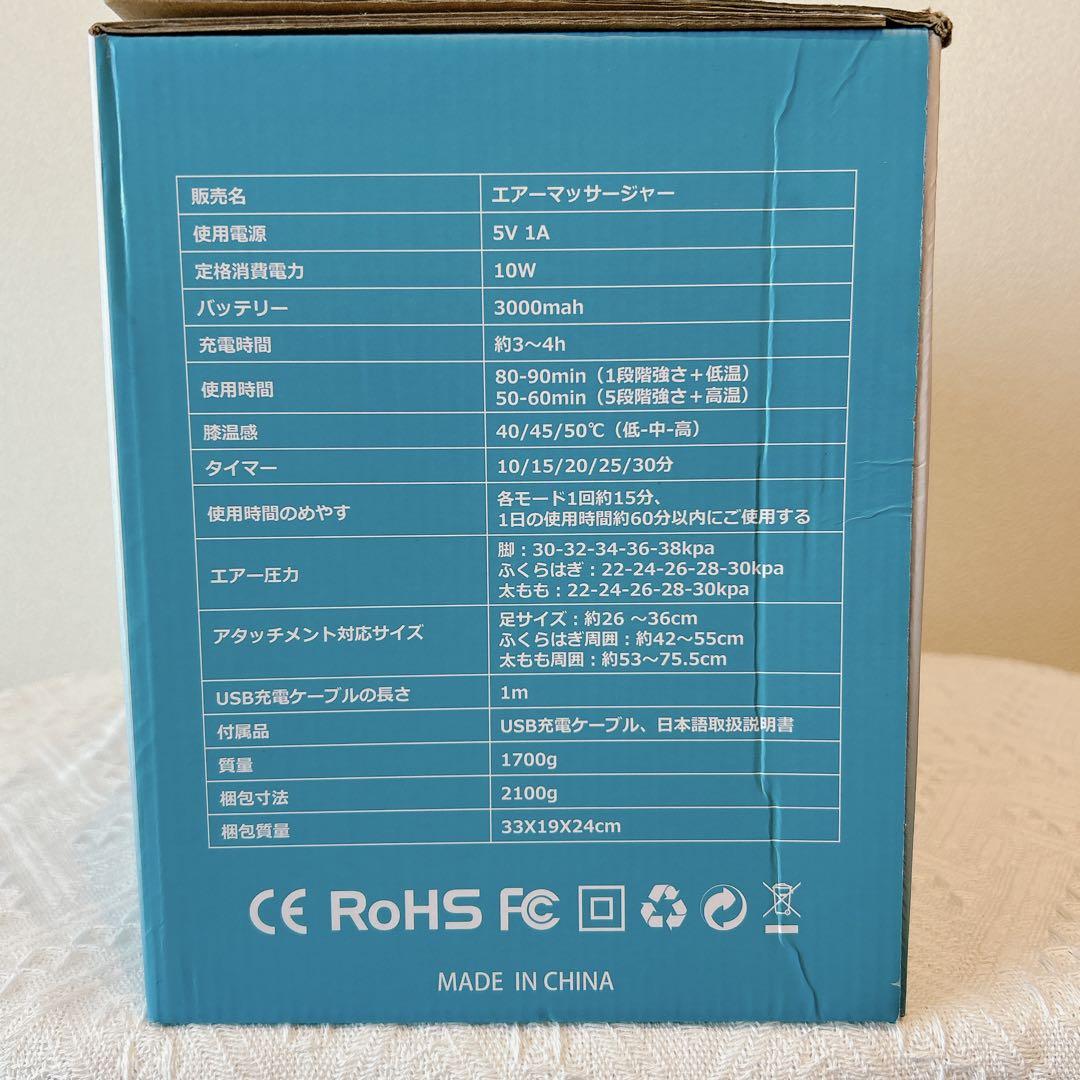 販売名 エアーマッサージャー
使用電源 5V 1A
定格消費電力 10W
バッテリー 3000mah
充電時間 約3〜4h
使用時間 80-90min（1段階強さ＋低温）
50-60min（5段階強さ＋高温）
膝温感 40/45/50℃（低-中-高）
タイマー 10/15/20/25/30分
使用時間のめやす 各モード1回約15分、
1日の使用時間約60分以内にご使用する
エアー圧力 脚：30-32-34-36-38kpa
ふくらはぎ：22-24-26-28-30kpa
太もも：22-24-26-28-30kpa
アタッチメント対応サイズ 足サイズ：約26 〜36cm
ふくらはぎ周囲：約42〜55cm
太もも周囲：約53〜75.5cm
USB充電ケーブルの長さ 1m
付属品 USB充電ケーブル、日本語取扱説明書
質量 1700g
梱包寸法 2100g
梱包質量 33X19X24cm
CE RoHS FC
MADE IN CHINA